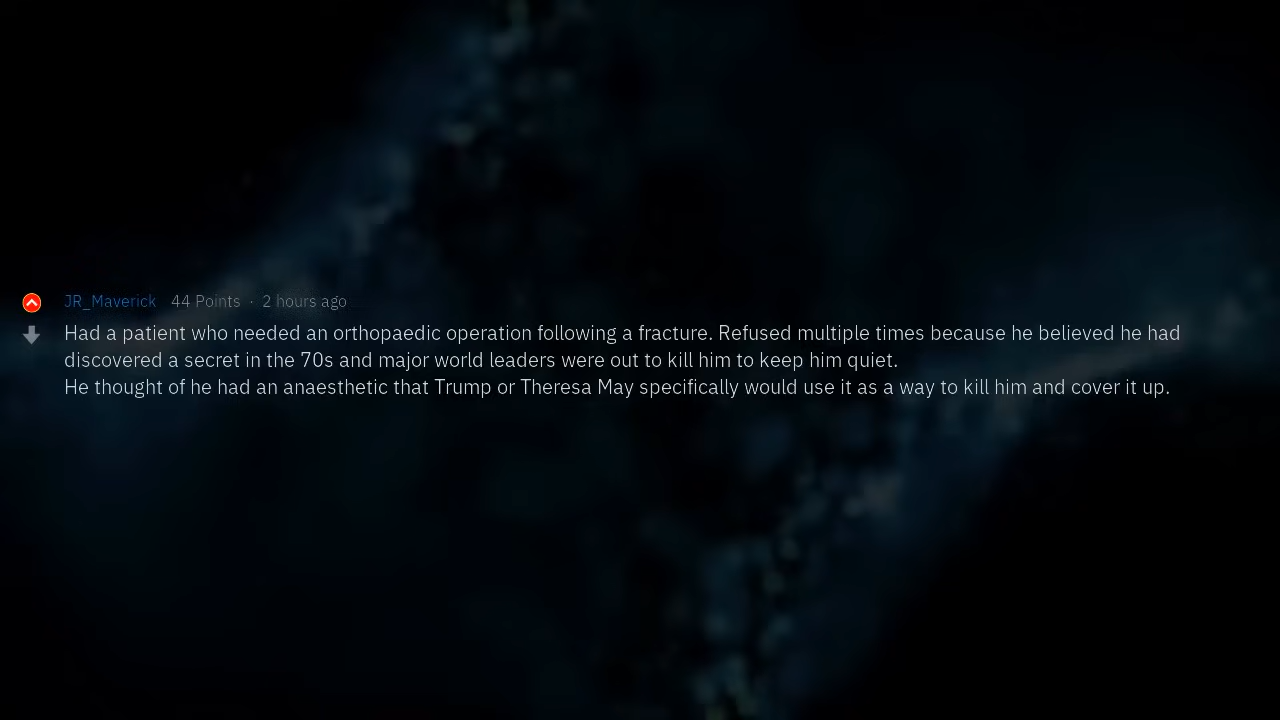 JR_Maverick 44 Points · 2 hours ago
Had a patient who needed an orthopaedic operation following a fracture. Refused multiple times because he believed he had
discovered a secret in the 70s and major world leaders were out to kill him to keep him quiet.
He thought of he had an anaesthetic that Trump or Theresa May specifically would use it as a way to kill him and cover it up.